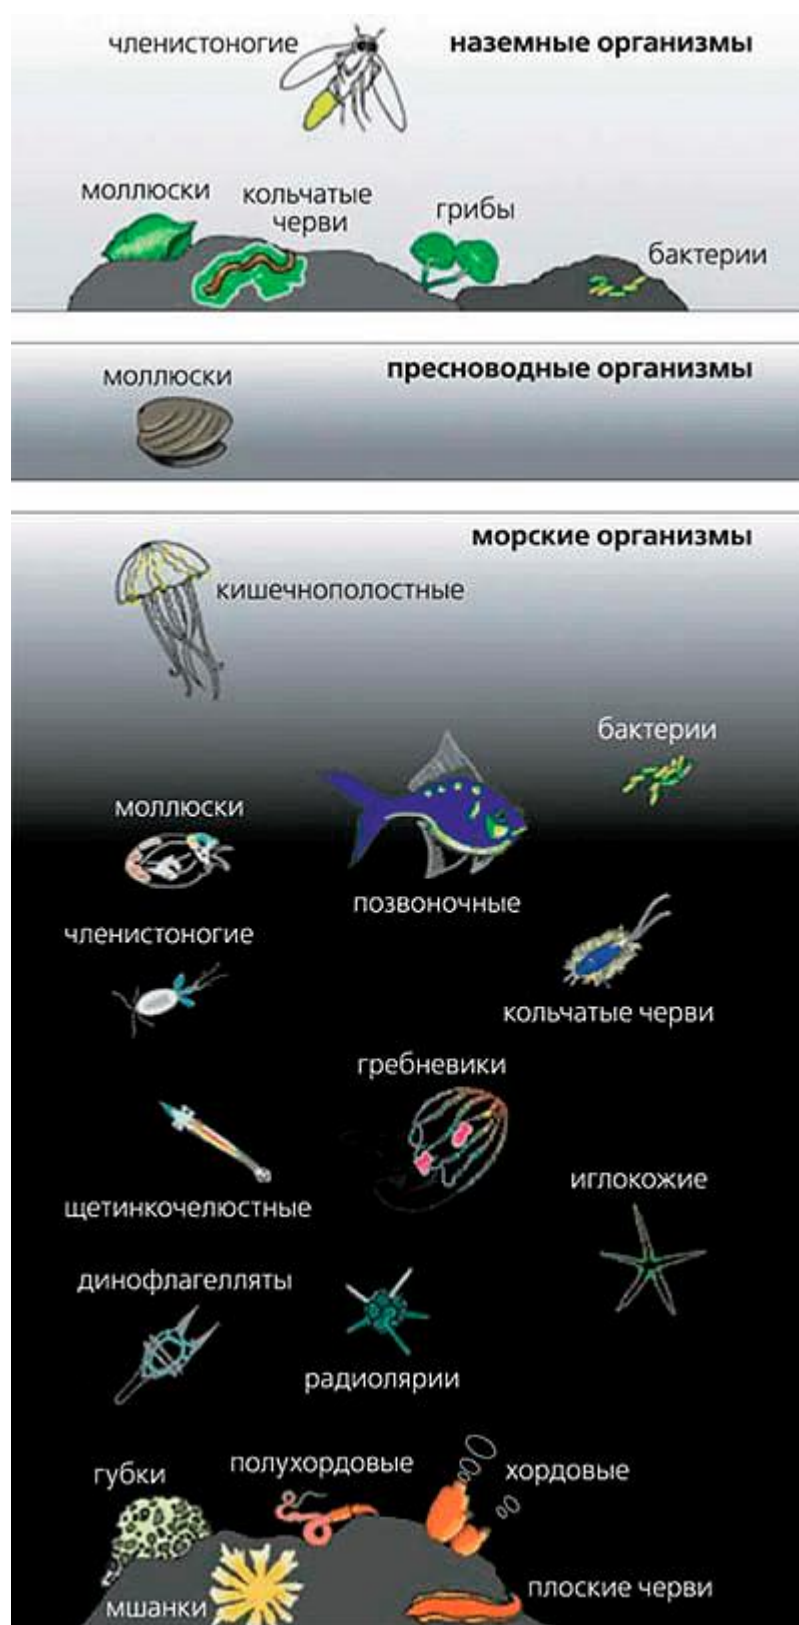 членистоногие
наземные организмы
моллюски
кольчатые
черви
грибы
бактерии
моллюски
пресноводные организмы
морские организмы
кишечнополостные
бактерии
моллюски
позвоночные
членистоногие
кольчатые черви
гребневики
иглокожие
щетинкочелюстные
динофлагелляты
радиолярии
губки
полухордовые
хордовые
плоские черви
мшанки